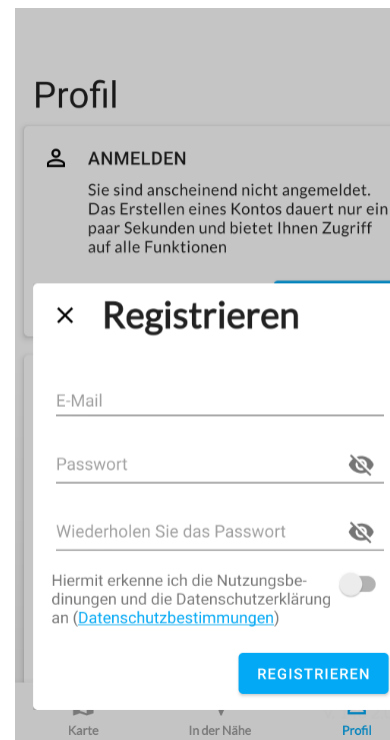 Profil
ANMELDEN
Sie sind anscheinend nicht angemeldet.
Das Erstellen eines Kontos dauert nur ein
paar Sekunden und bietet Ihnen Zugriff
auf alle Funktionen
Registrieren
E-Mail
Passwort
Wiederholen Sie das Passwort
Hiermit erkenne ich die Nutzungsbe-
dinungen und die Datenschutzerklärung
an (Datenschutzbestimmungen)
REGISTRIEREN
Karte
In der Nähe
Profil